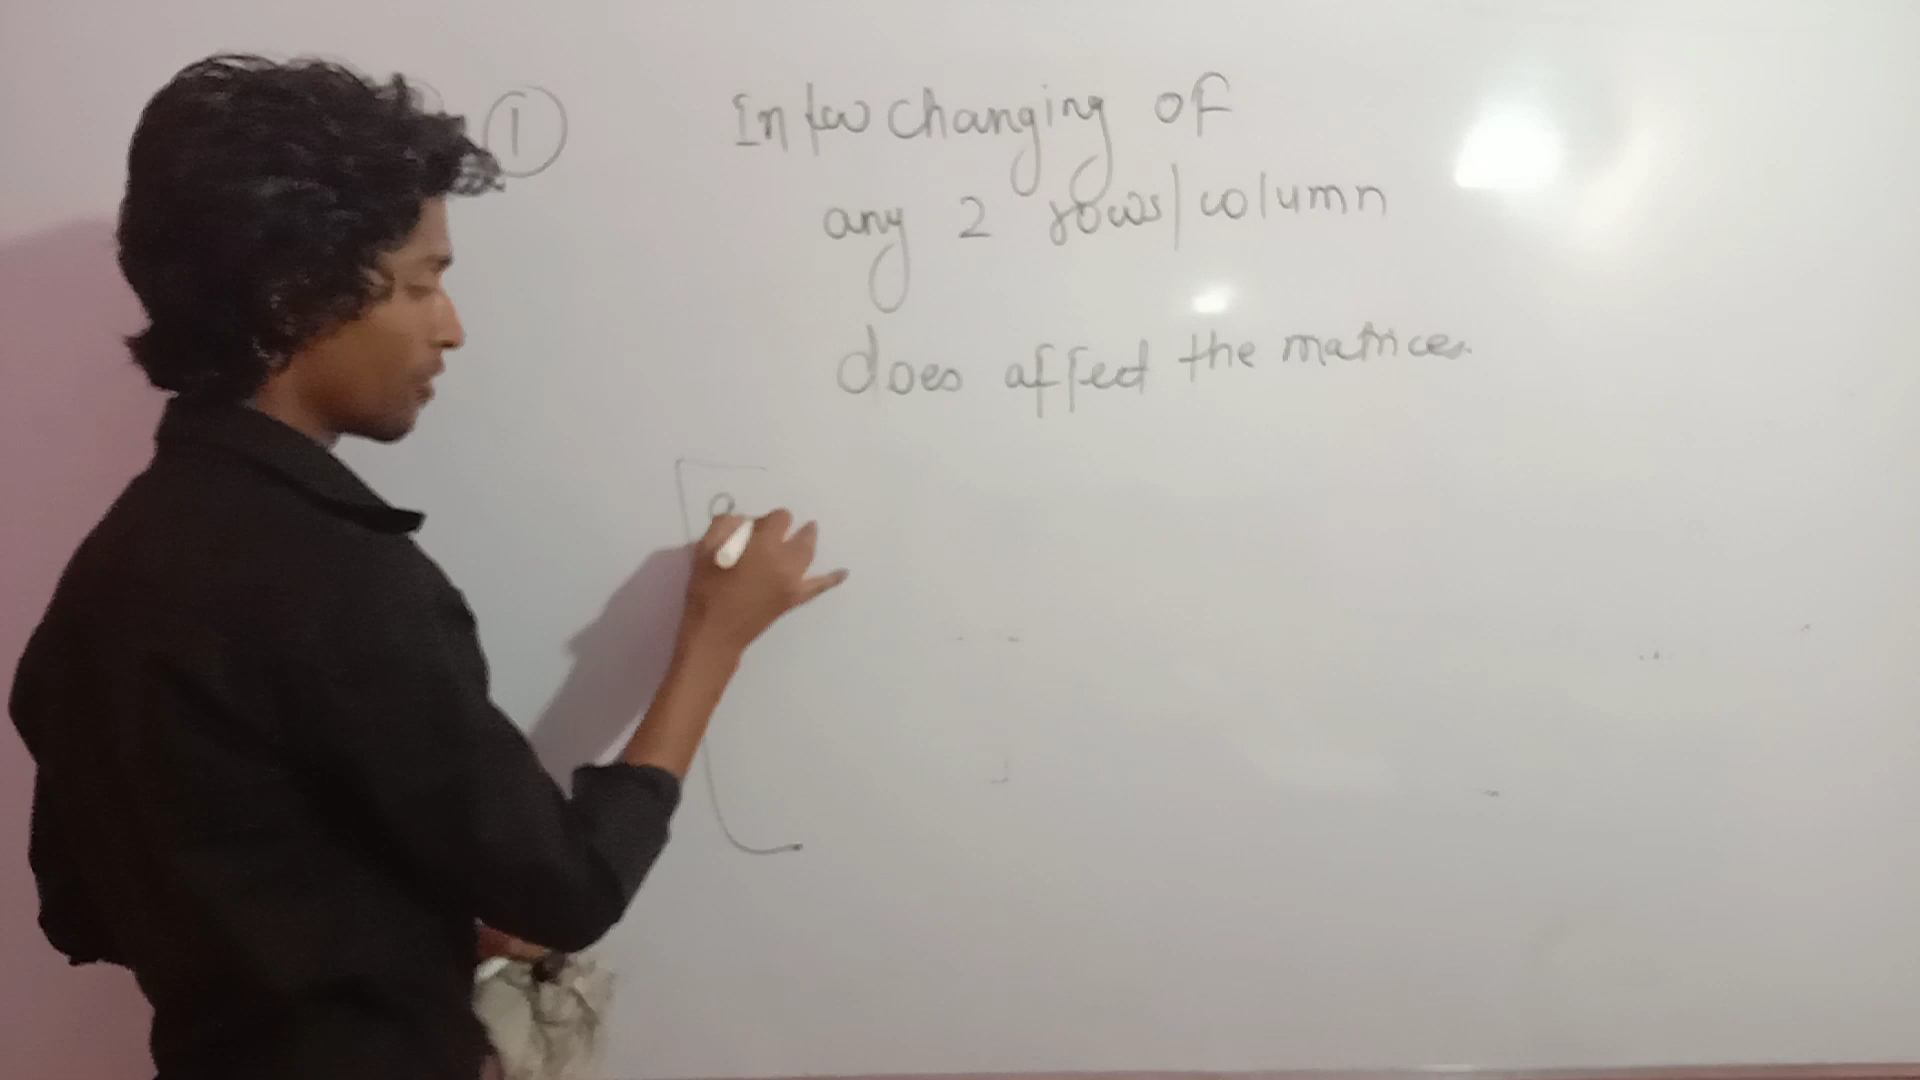 ① Interchanging of
any 2 rows/column
does affect the matrices.
a